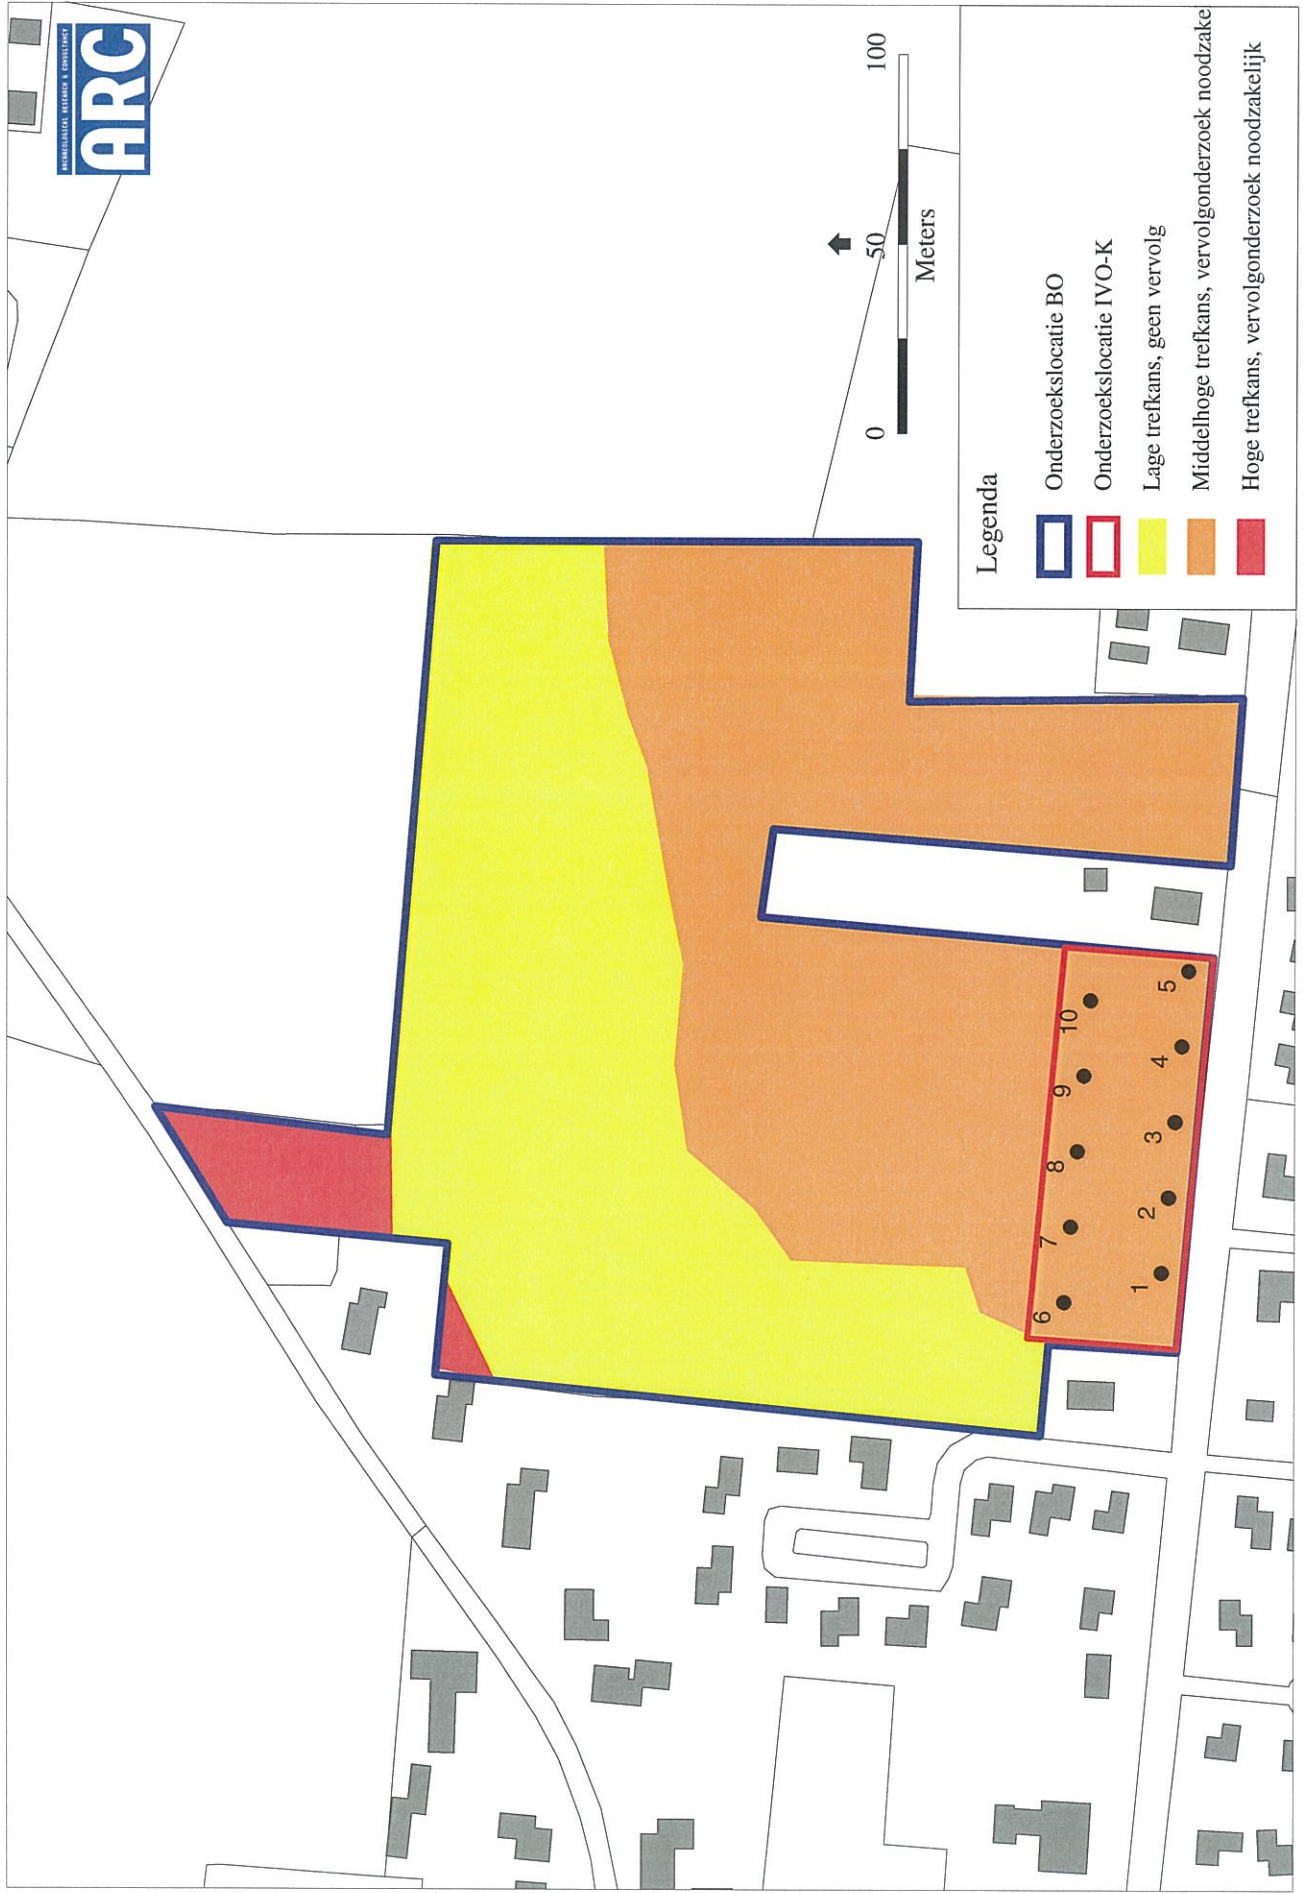 ARCHAEOLOGICAL RESEARCH & CONSULTANCY
ARC
0 50 100
Meters
Legenda
Onderzoekslocatie BO
Onderzoekslocatie IVO-K
Lage trefkans, geen vervolg
Middelhoge trefkans, vervolgonderzoek noodzake
Hoge trefkans, vervolgonderzoek noodzakelijk
6 7 8 9 10
1 2 3 4 5